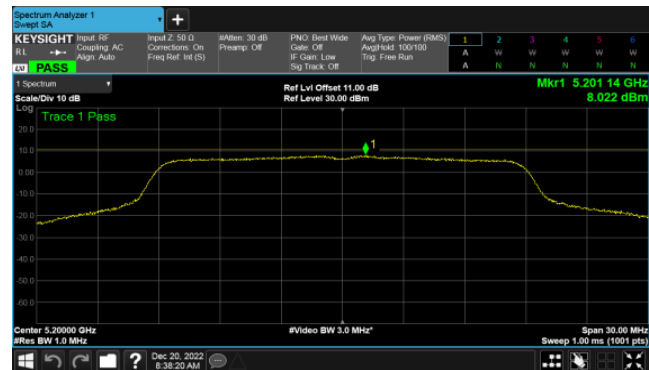 Spectrum Analyzer 1
Swept SA
KEYSIGHT Input: RF Input Z: 50 Ω #Atten: 30 dB PNO: Best Wide Avg Type: Power (RMS) 1 2 3 4 5 6
RL Coupling: AC Corrections: On Preamp: Off Gate: Off Avg|Hold: 100/100 A W W W W W
Align: Auto Freq Ref: Int (S) IF Gain: Low Trig: Free Run
LXI PASS Sig Track: Off A N N N N N
1 Spectrum Ref Lvl Offset 11.00 dB Mkr1 5.201 14 GHz
Scale/Div 10 dB Ref Level 30.00 dBm 8.022 dBm
Log
Trace 1 Pass
20.0
10.0
1
0.00
-10.0
-20.0
-30.0
-40.0
-50.0
-60.0
Center 5.20000 GHz #Video BW 3.0 MHz* Span 30.00 MHz
#Res BW 1.0 MHz Sweep 1.00 ms (1001 pts)
? Dec 20, 2022
8:38:20 AM